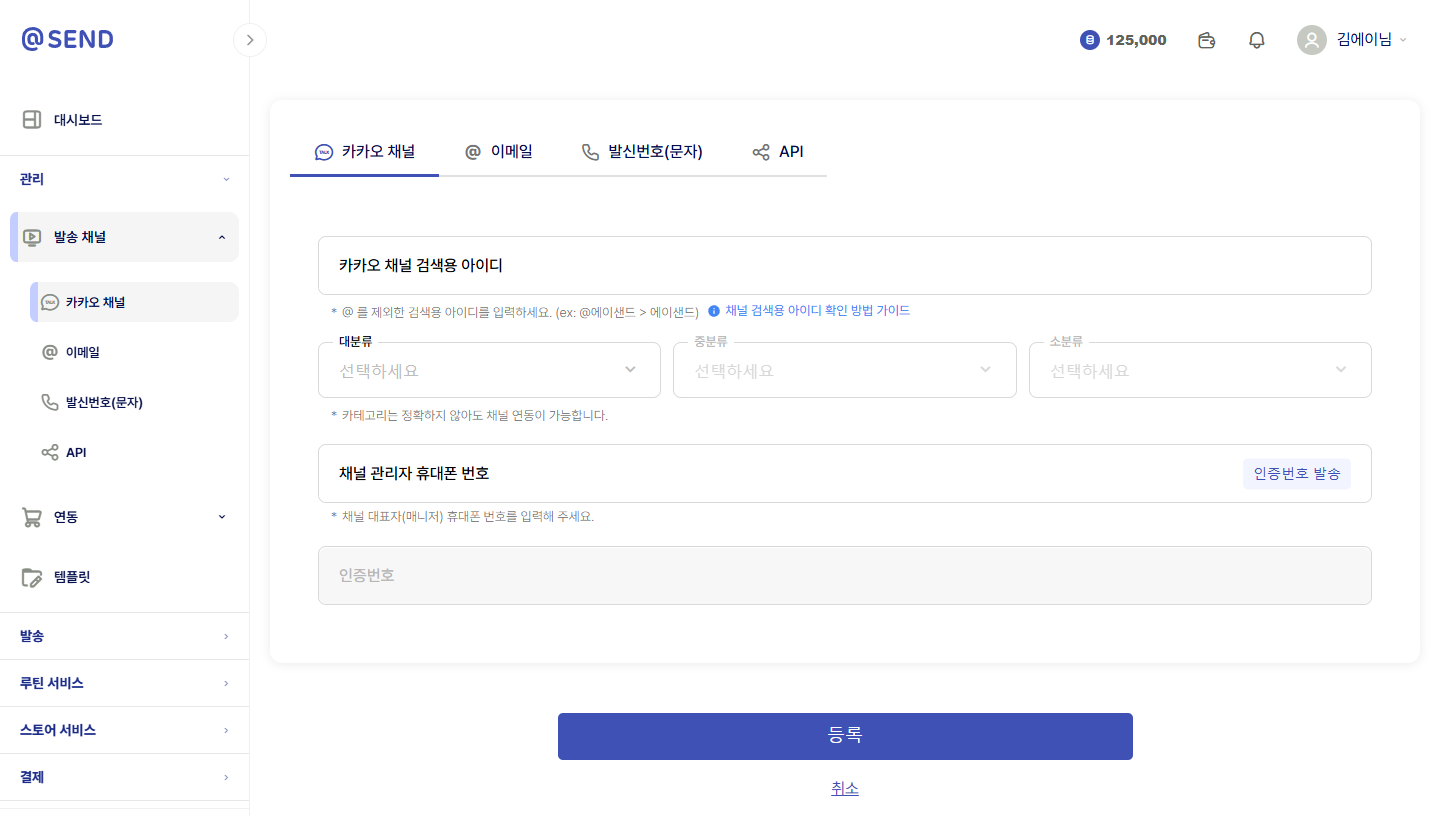 @SEND
125,000
김에이님
대시보드
관리
발송 채널
카카오 채널
이메일
발신번호(문자)
API
연동
템플릿
발송
루틴 서비스
스토어 서비스
결제
카카오 채널 이메일 발신번호(문자) API
카카오 채널 검색용 아이디
* @ 를 제외한 검색용 아이디를 입력하세요. (ex: @에이샌드 > 에이샌드) 채널 검색용 아이디 확인 방법 가이드
대분류 중분류 소분류
선택하세요 선택하세요 선택하세요
* 카테고리는 정확하지 않아도 채널 연동이 가능합니다.
채널 관리자 휴대폰 번호 인증번호 발송
* 채널 대표자(매니저) 휴대폰 번호를 입력해 주세요.
인증번호
등록
취소